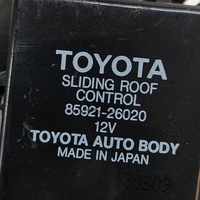 TOYOTA
SLIDING ROOF
CONTROL
85921-26020
12V
TOYOTA AUTO BODY
MADE IN JAPAN